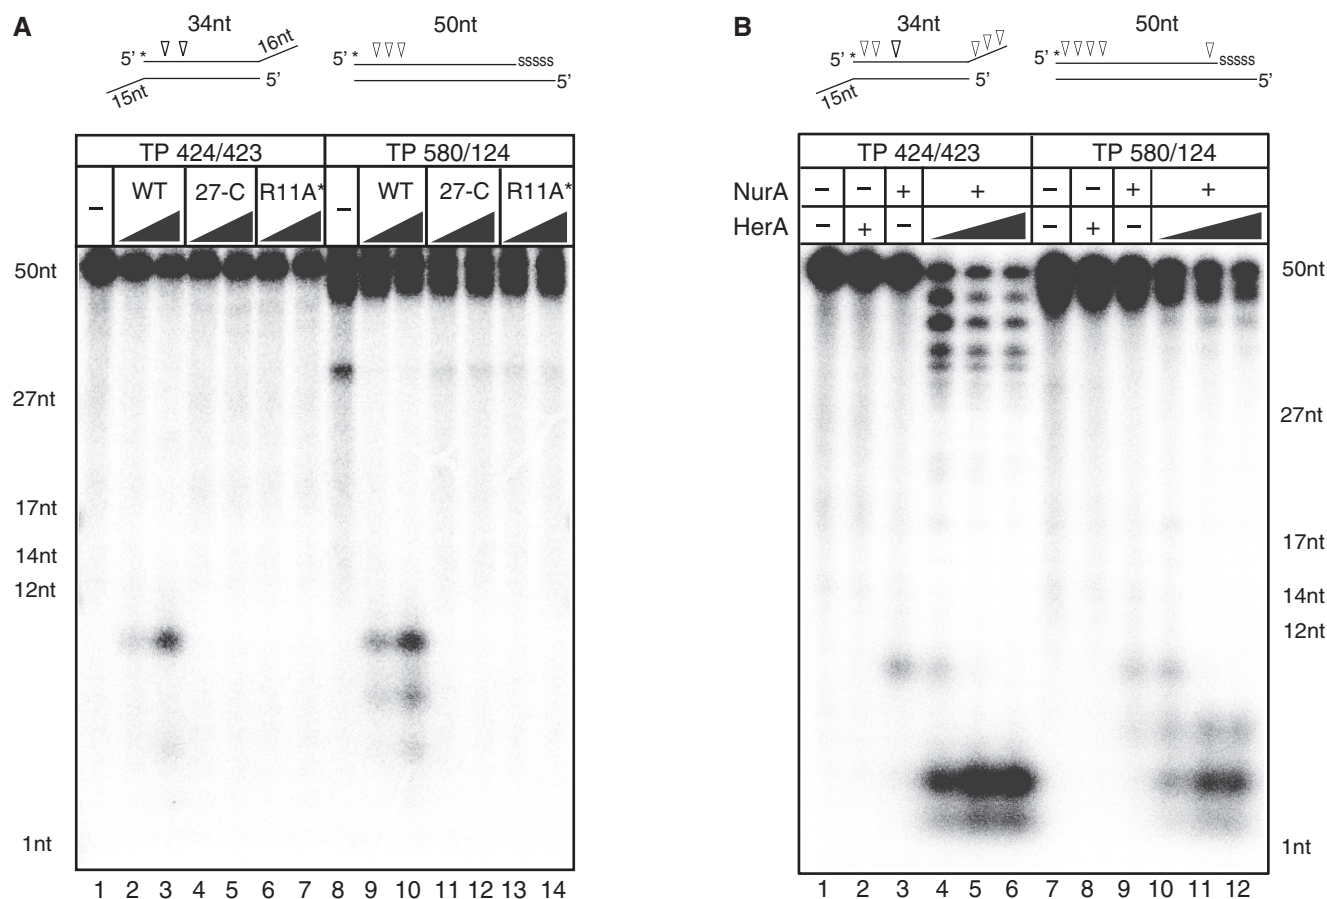 A
34nt
5’ *
16nt
15nt
5’
50nt
5’ *
sssss
5’
TP 424/423
TP 580/124
–
WT
27-C
R11A*
–
WT
27-C
R11A*
50nt
27nt
17nt
14nt
12nt
1nt
1 2 3 4 5 6 7 8 9 10 11 12 13 14
B
34nt
5’ *
15nt
5’
50nt
5’*
sssss
5’
TP 424/423
TP 580/124
NurA – – + + – – + +
HerA – + – – + –
50nt
27nt
17nt
14nt
12nt
1nt
1 2 3 4 5 6 7 8 9 10 11 12